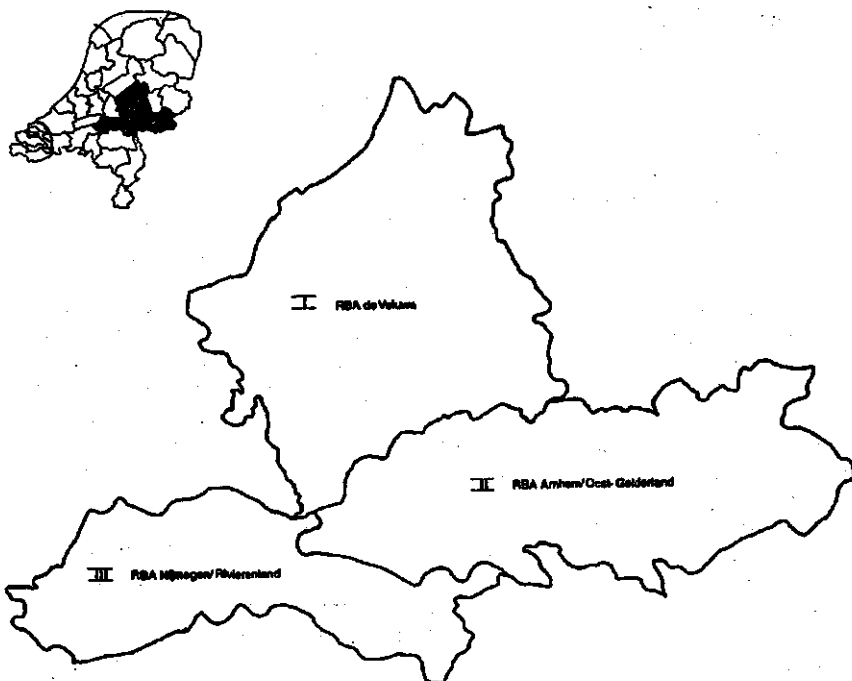 I RBA de Veluwe
II RBA Arnhem/Oost-Gelderland
III RBA Nijmegen/Rivierenland